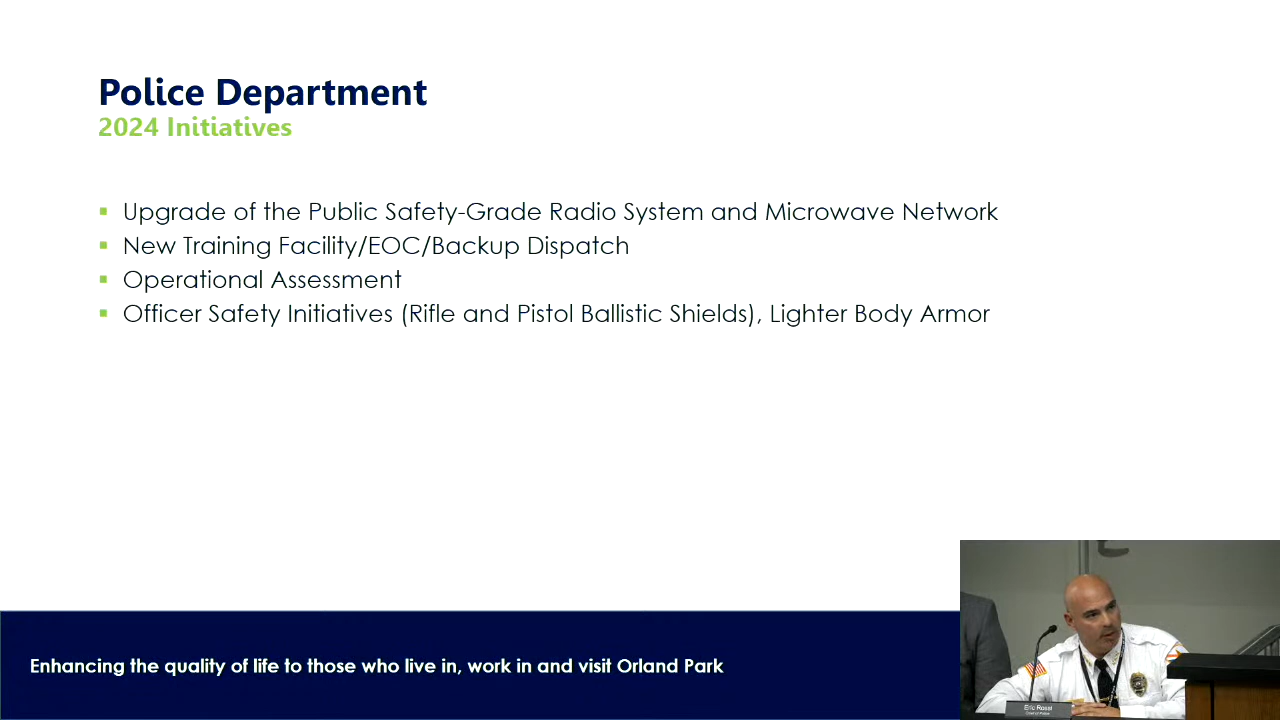 Police Department
2024 Initiatives
Upgrade of the Public Safety-Grade Radio System and Microwave Network
New Training Facility/EOC/Backup Dispatch
Operational Assessment
Officer Safety Initiatives (Rifle and Pistol Ballistic Shields), Lighter Body Armor
Enhancing the quality of life to those who live in, work in and visit Orland Park
Eric Rossi